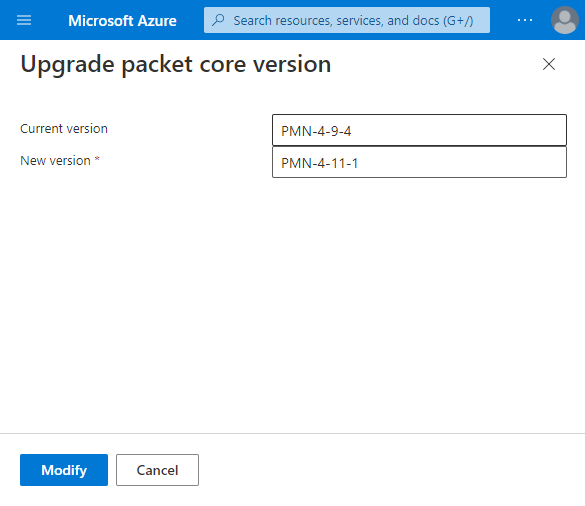 Microsoft Azure
Search resources, services, and docs (G+/)
...
Upgrade packet core version
Current version
PMN-4-9-4
New version *
PMN-4-11-1
Modify
Cancel